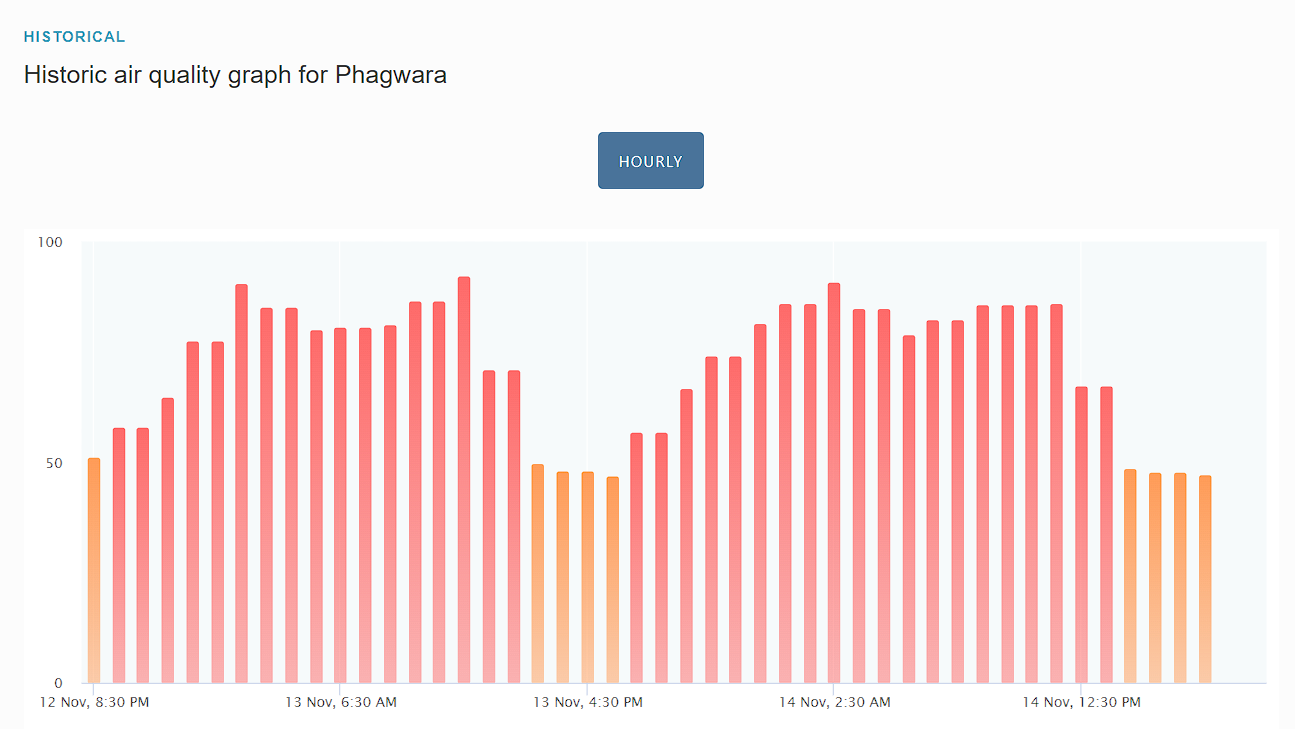 HISTORICAL
Historic air quality graph for Phagwara
HOURLY
100
50
0
12 Nov, 8:30 PM 13 Nov, 6:30 AM 13 Nov, 4:30 PM 14 Nov, 2:30 AM 14 Nov, 12:30 PM